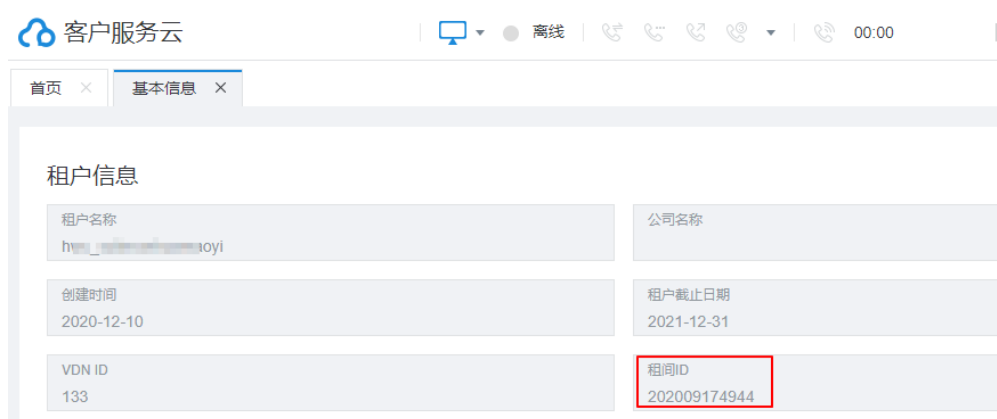 客户服务云
离线
00:00
首页
基本信息
租户信息
租户名称
公司名称
创建时间
2020-12-10
租户截止日期
2021-12-31
VDN ID
133
租间ID
202009174944